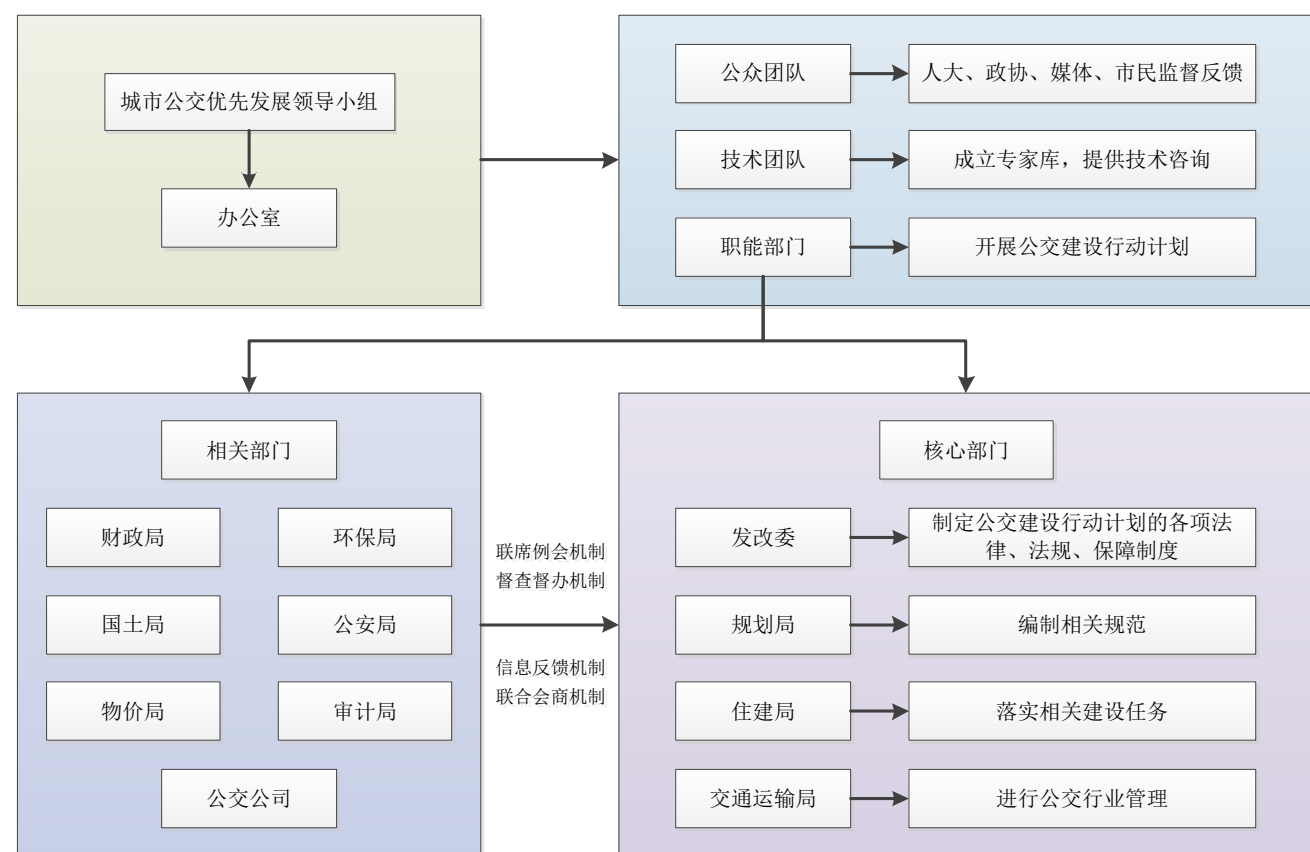 城市公交优先发展领导小组
办公室
公众团队
人大、政协、媒体、市民监督反馈
技术团队
成立专家库，提供技术咨询
职能部门
开展公交建设行动计划
相关部门
财政局
环保局
国土局
公安局
物价局
审计局
公交公司
联席例会机制
督查督办机制
信息反馈机制
联合会商机制
核心部门
发改委
制定公交建设行动计划的各项法
律、法规、保障制度
规划局
编制相关规范
住建局
落实相关建设任务
交通运输局
进行公交行业管理